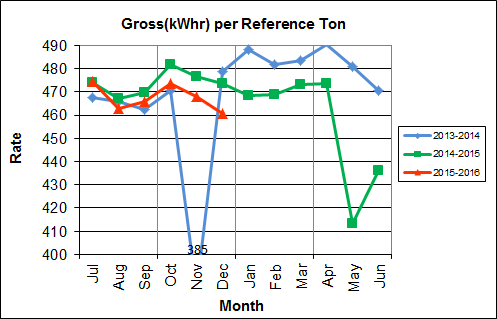 Gross(kWhr) per Reference Ton
490
480
470
460
450
440
430
420
410
400
Rate
385
Jul
Aug
Sep
Oct
Nov
Dec
Jan
Feb
Mar
Apr
May
Jun
Month
2013-2014
2014-2015
2015-2016